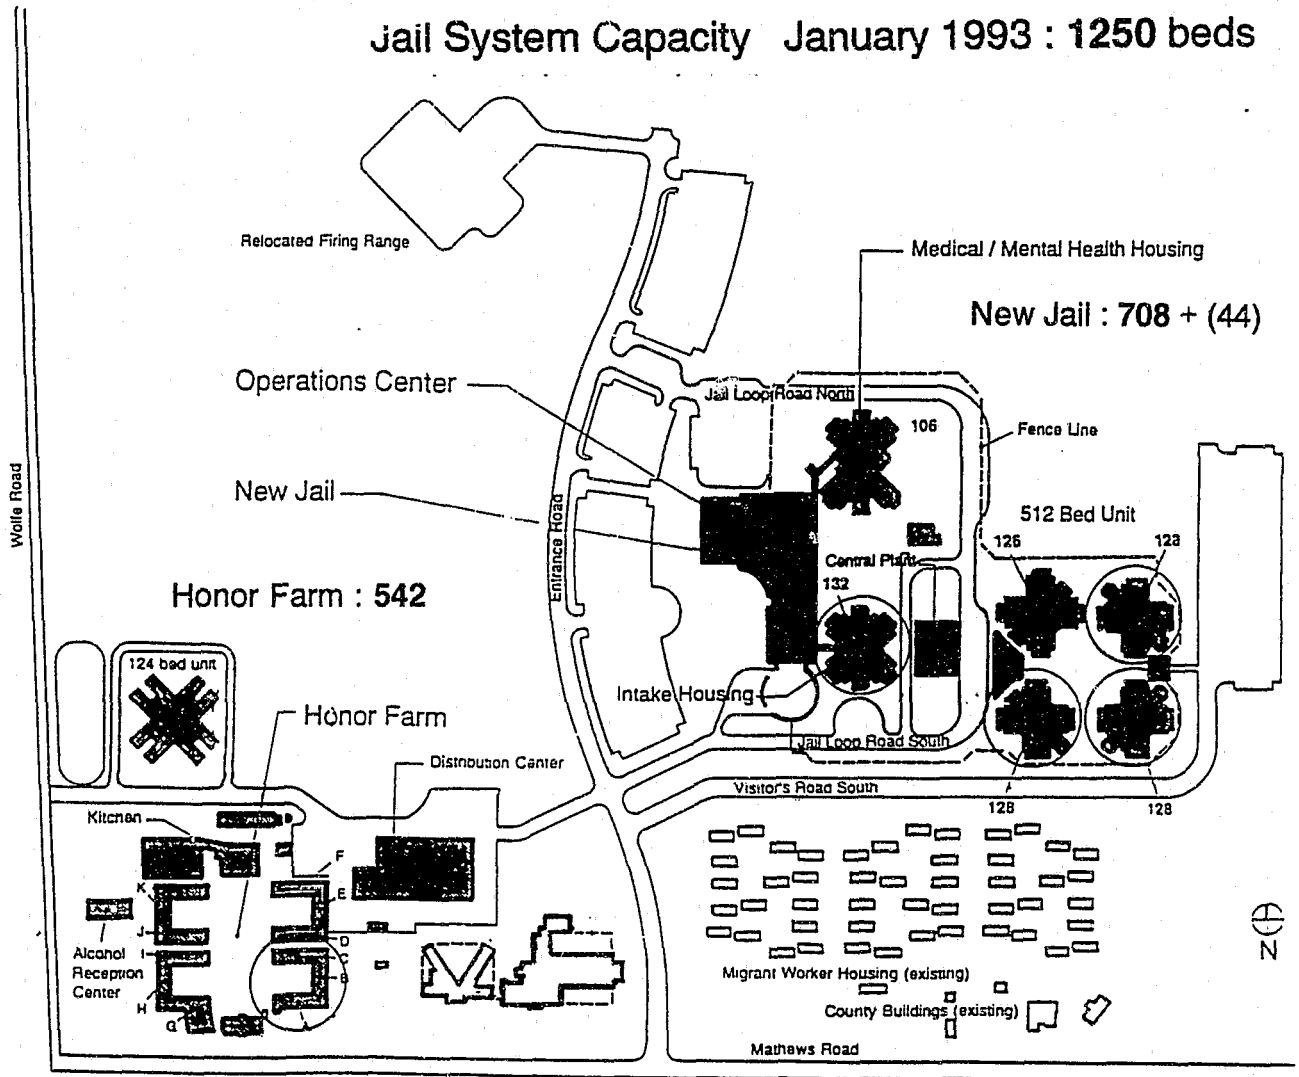 Jail System Capacity January 1993 : 1250 beds
Relocated Firing Range
Medical / Mental Health Housing
New Jail : 708 + (44)
Operations Center
Jail Loop Road North
106
Fence Line
Wolfe Road
New Jail
Entrance Road
512 Bed Unit
126
128
Central Plant
132
Honor Farm : 542
124 bed unit
Intake Housing
Honor Farm
Jail Loop Road South
Distribution Center
Visitor's Road South
128
128
Kitchen
F
K
E
J
D
I
C
B
Alcohol
Reception
Center
H
G
N
Migrant Worker Housing (existing)
County Buildings (existing)
Mathews Road